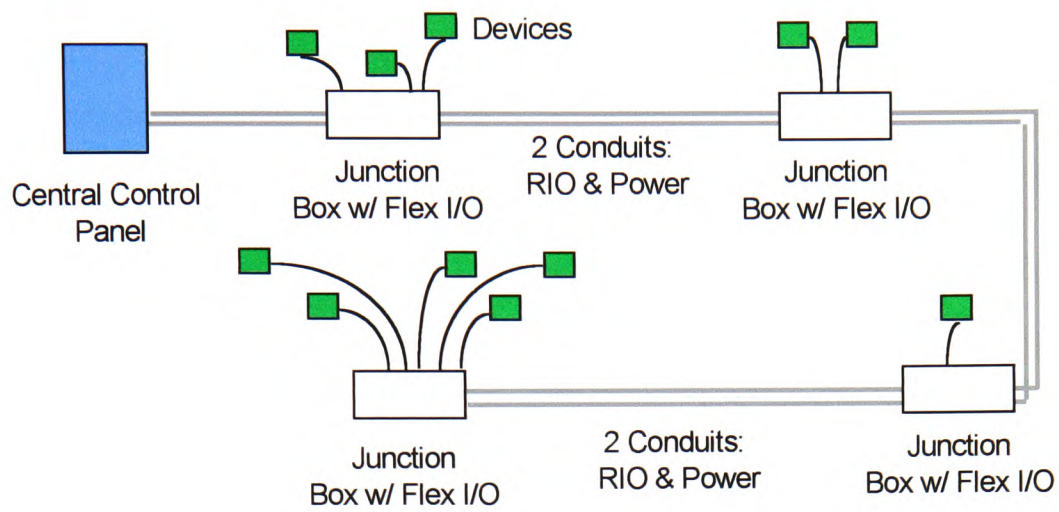 Devices
Central Control
Panel
Junction
Box w/ Flex I/O
2 Conduits:
RIO & Power
Junction
Box w/ Flex I/O
Junction
Box w/ Flex I/O
2 Conduits:
RIO & Power
Junction
Box w/ Flex I/O